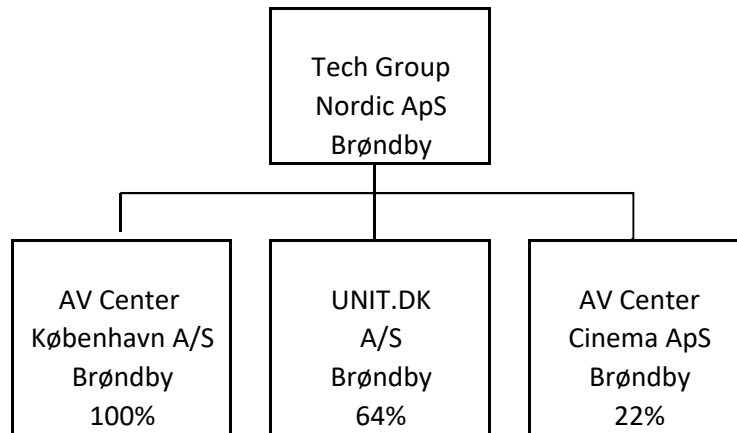 Tech Group
Nordic ApS
Brøndby
AV Center
København A/S
Brøndby
100%
UNIT.DK
A/S
Brøndby
64%
AV Center
Cinema ApS
Brøndby
22%